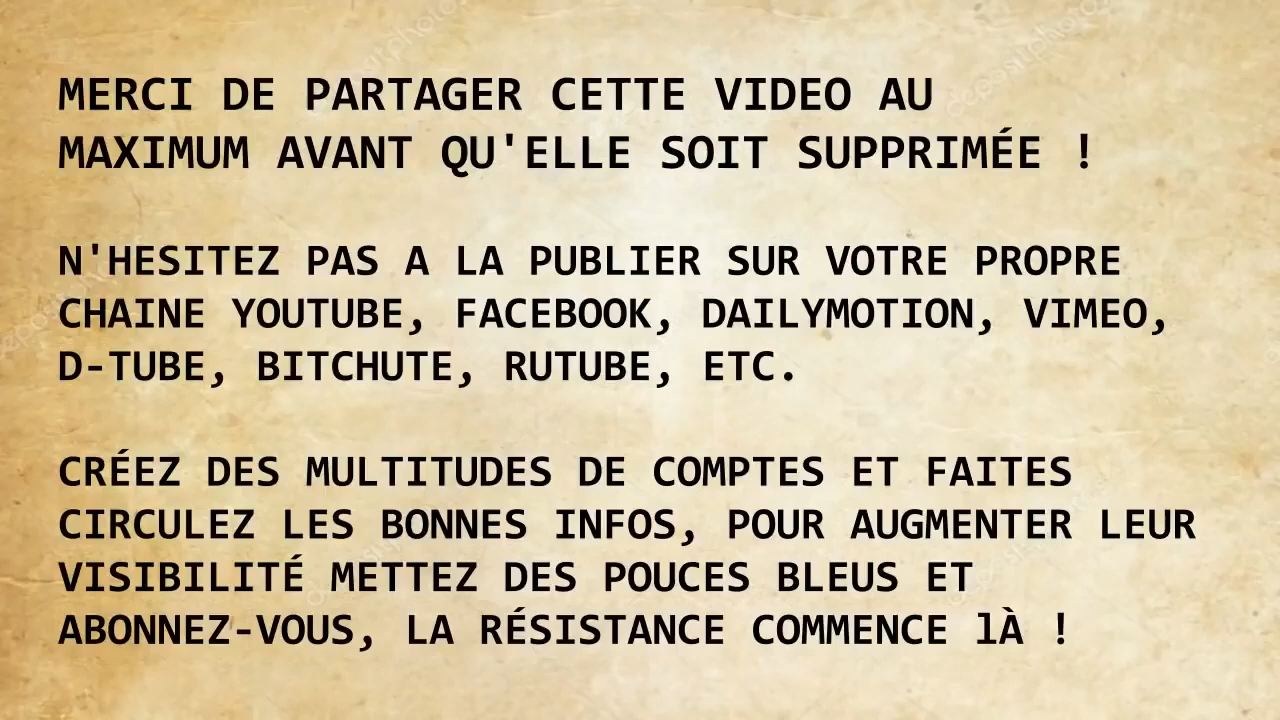 MERCI DE PARTAGER CETTE VIDEO AU
MAXIMUM AVANT QU'ELLE SOIT SUPPRIMÉE !
N'HESITEZ PAS A LA PUBLIER SUR VOTRE PROPRE
CHAINE YOUTUBE, FACEBOOK, DAILYMOTION, VIMEO,
D-TUBE, BITCHUTE, RUTUBE, ETC.
CRÉEZ DES MULTITUDES DE COMPTES ET FAITES
CIRCULEZ LES BONNES INFOS, POUR AUGMENTER LEUR
VISIBILITÉ METTEZ DES POUCES BLEUS ET
ABONNEZ-VOUS, LA RÉSISTANCE COMMENCE lÀ !